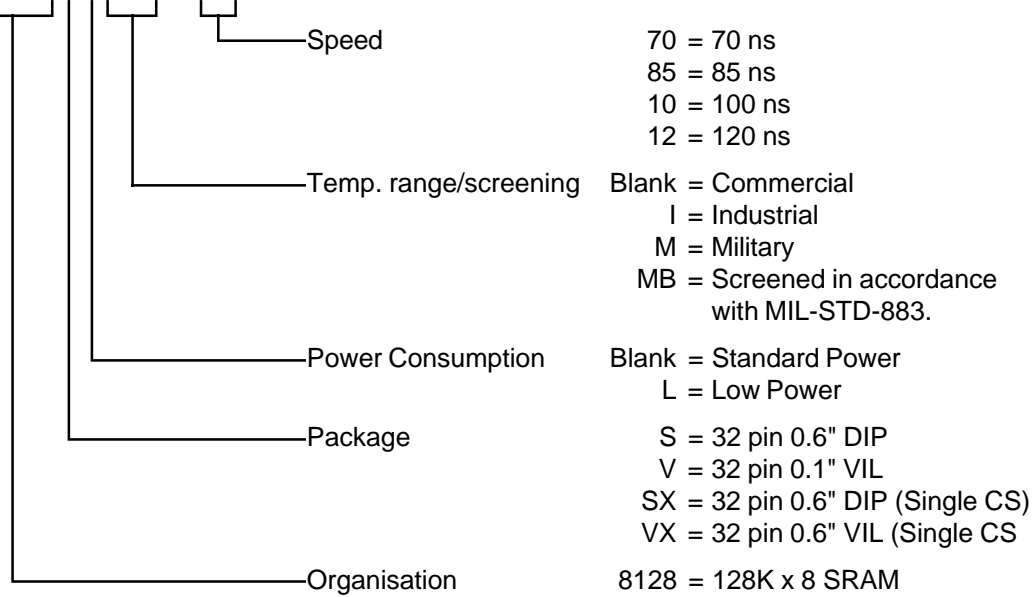 Speed 70 = 70 ns
85 = 85 ns
10 = 100 ns
12 = 120 ns
Temp. range/screening Blank = Commercial
I = Industrial
M = Military
MB = Screened in accordance
with MIL-STD-883.
Power Consumption Blank = Standard Power
L = Low Power
Package S = 32 pin 0.6" DIP
V = 32 pin 0.1" VIL
SX = 32 pin 0.6" DIP (Single CS)
VX = 32 pin 0.6" VIL (Single CS
Organisation 8128 = 128K x 8 SRAM